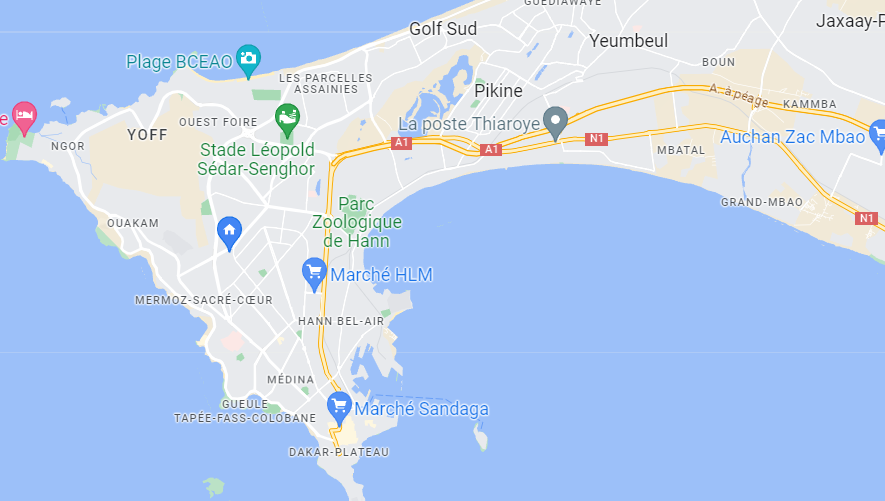 GUÉDIAWAYE
Golf Sud
Jaxaay-P
Yeumbeul
Plage BCEAO
BOUN
LES PARCELLES
ASSAINIES
Pikine
A. à péage
KAMMBA
e
OUEST FOIRE
La poste Thiaroye
YOFF
N1
Auchan Zac Mbao
NGOR
A1
A1
MBATAL
Stade Léopold
Sédar-Senghor
GRAND-MBAO
Parc
Zoologique
de Hann
N1
OUAKAM
Marché HLM
MERMOZ-SACRÉ-CŒUR
HANN BEL-AIR
MÉDINA
GUEULE
TAPÉE-FASS-COLOBANE
Marché Sandaga
DAKAR-PLATEAU